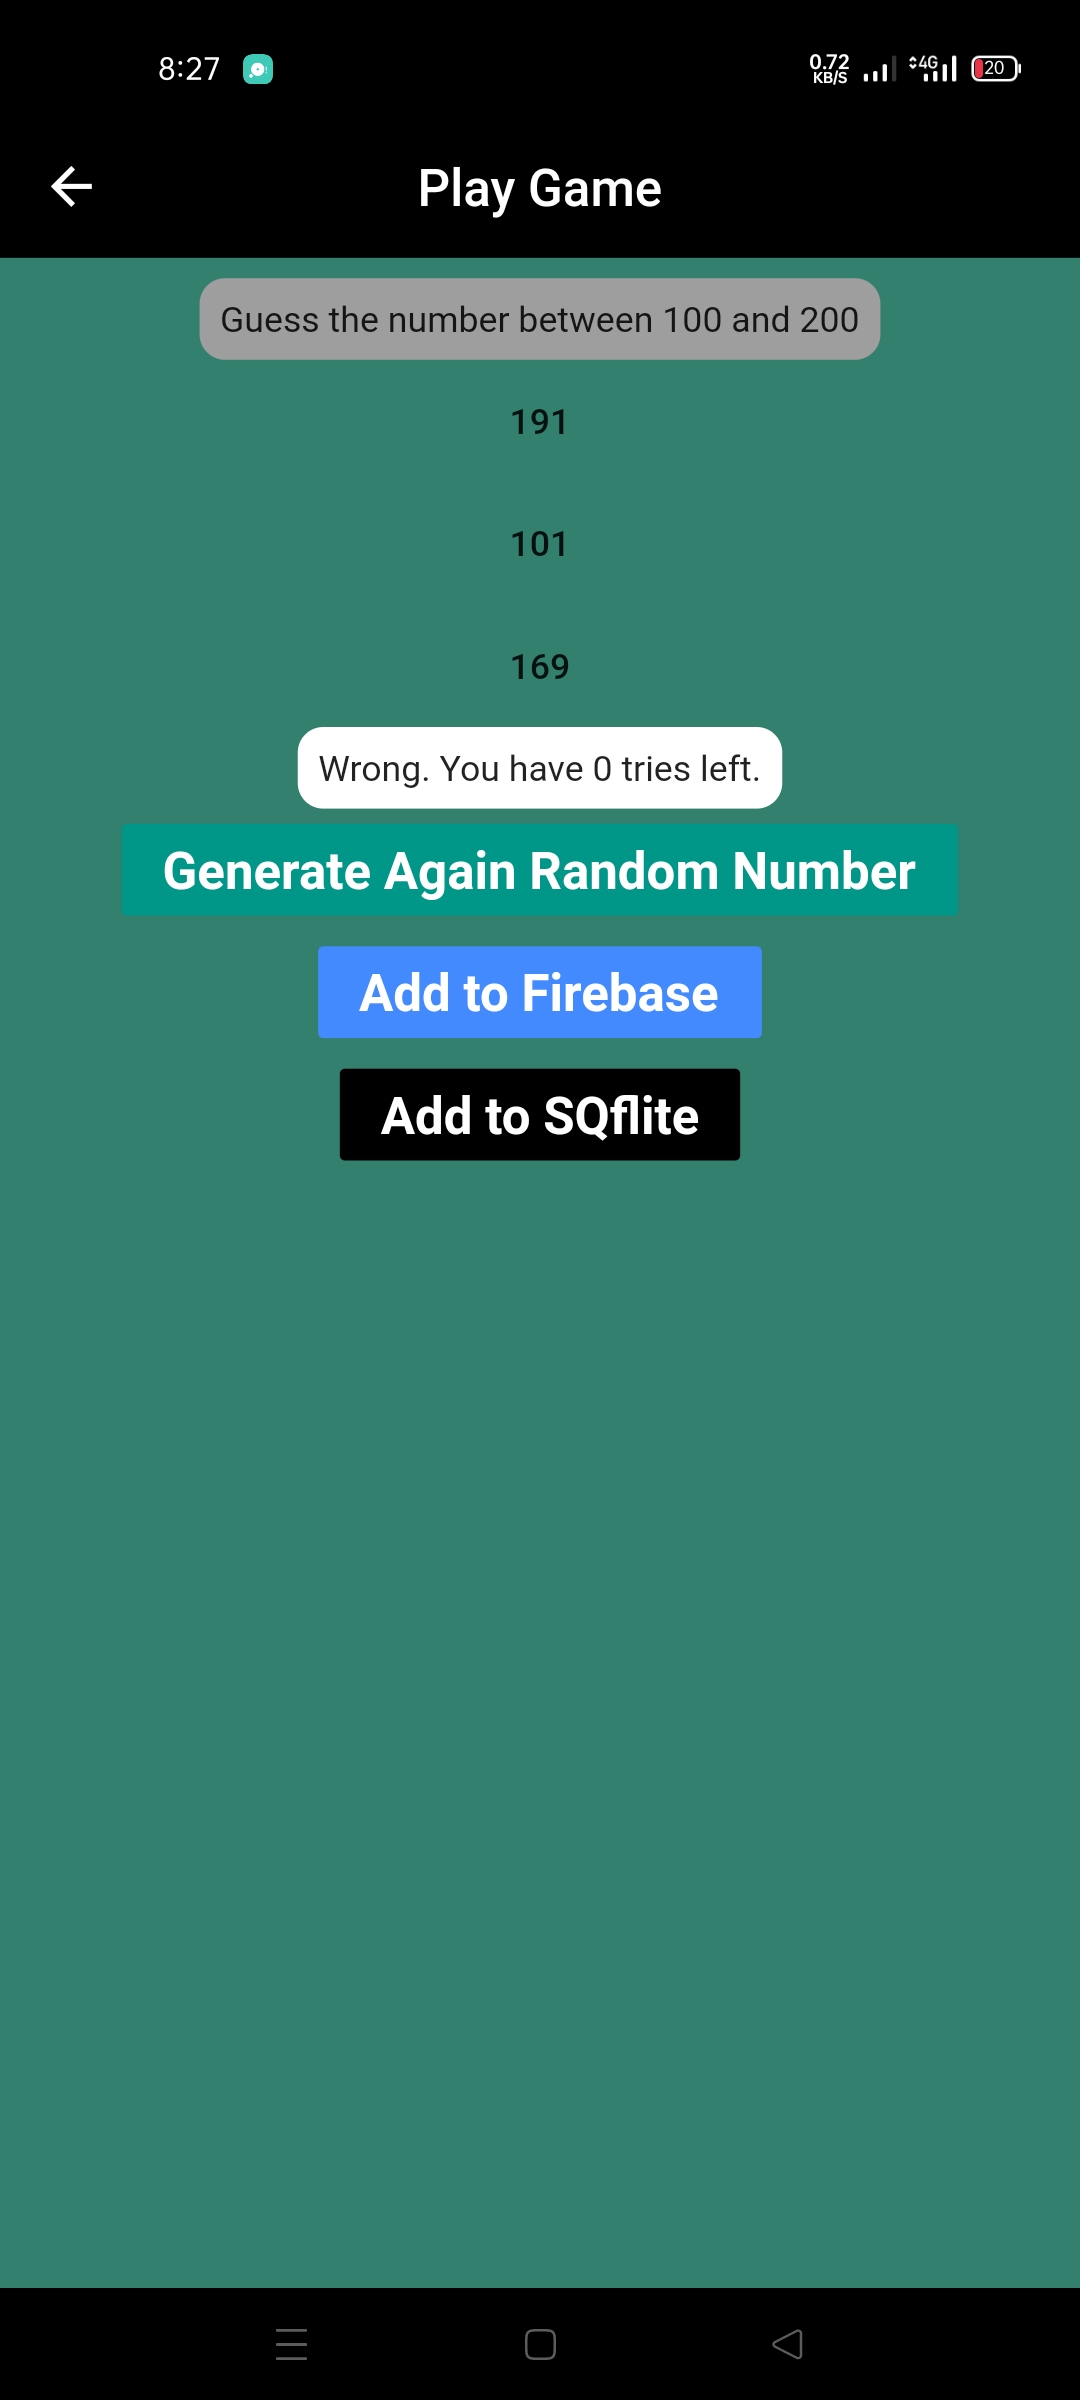 8:27
0.72
KB/S
4G
20
Play Game
Guess the number between 100 and 200
191
101
169
Wrong. You have 0 tries left.
Generate Again Random Number
Add to Firebase
Add to SQflite